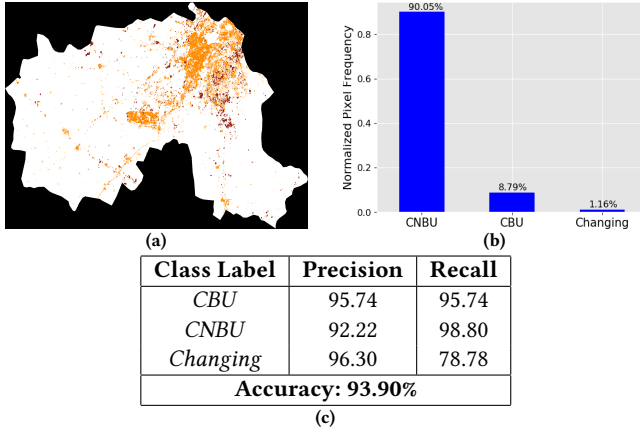 (a)
Normalized Pixel Frequency
0.8
0.6
0.4
0.2
0.0
90.05%
8.79%
1.16%
CNBU CBU Changing
(b)
Class Label Precision Recall
CBU 95.74 95.74
CNBU 92.22 98.80
Changing 96.30 78.78
Accuracy: 93.90%
(c)